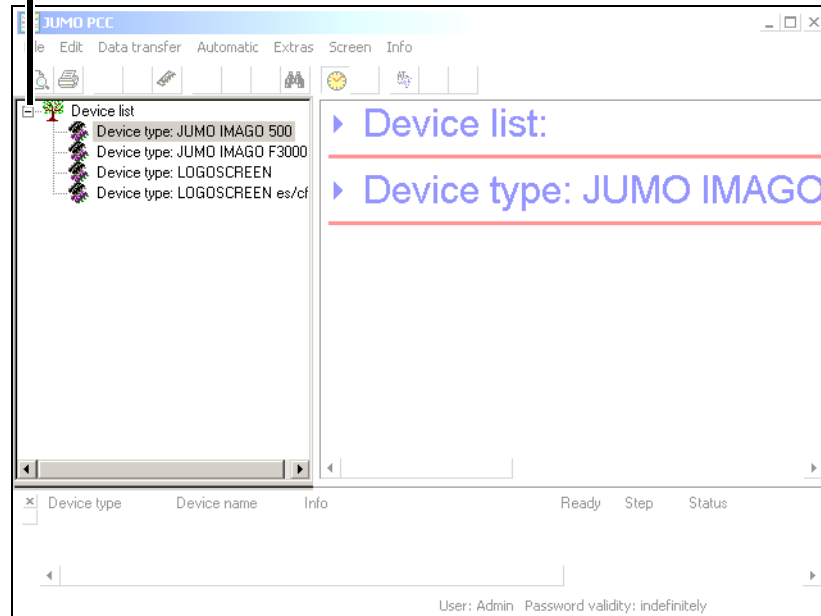 JUMO PCC
File Edit Data transfer Automatic Extras Screen Info
Device list
Device type: JUMO IMAGO 500
Device type: JUMO IMAGO F3000
Device type: LOGOSCREEN
Device type: LOGOSCREEN es/cf
Device list:
Device type: JUMO IMAGO
Device type Device name Info Ready Step Status
User: Admin Password validity: indefinitely